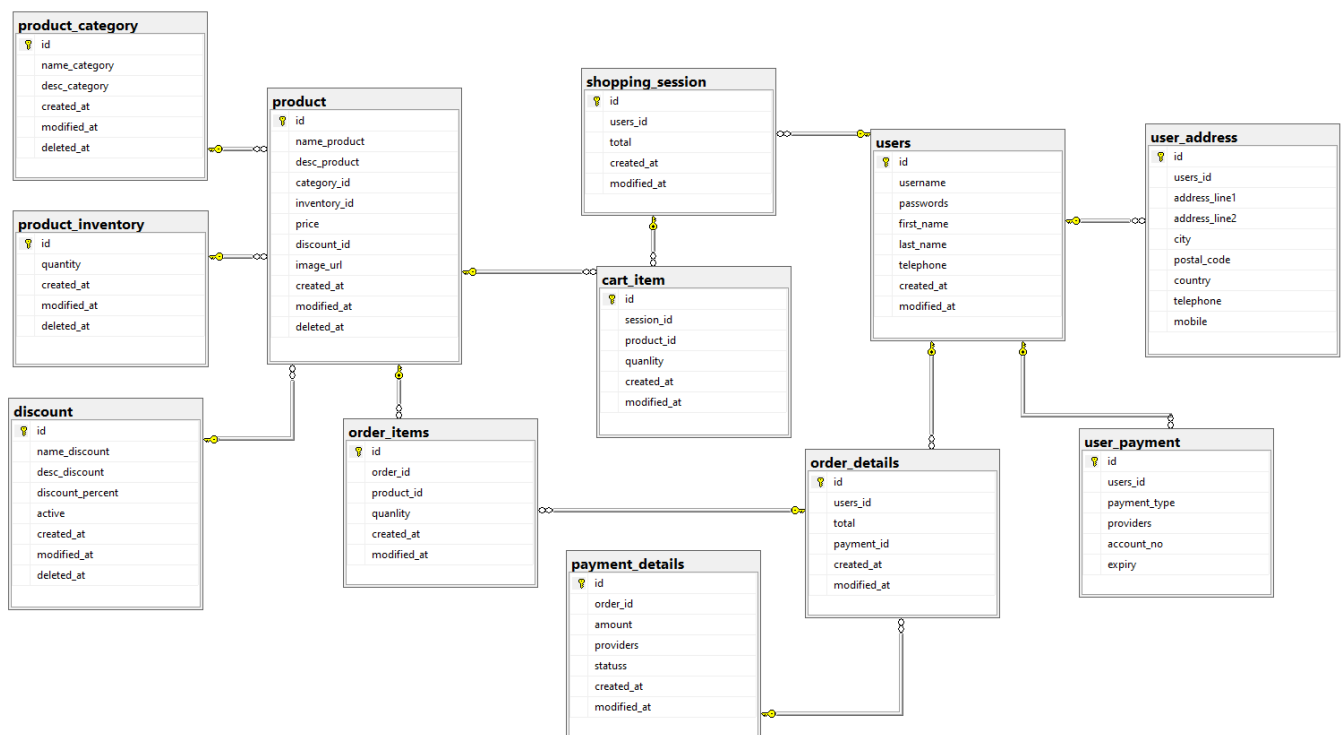 product_category
id
name_category
desc_category
created_at
modified_at
deleted_at
product_inventory
id
quantity
created_at
modified_at
deleted_at
discount
id
name_discount
desc_discount
discount_percent
active
created_at
modified_at
deleted_at
product
id
name_product
desc_product
category_id
inventory_id
price
discount_id
image_url
created_at
modified_at
deleted_at
order_items
id
order_id
product_id
quanlity
created_at
modified_at
shopping_session
id
users_id
total
created_at
modified_at
cart_item
id
session_id
product_id
quanlity
created_at
modified_at
payment_details
id
order_id
amount
providers
statuss
created_at
modified_at
users
id
username
passwords
first_name
last_name
telephone
created_at
modified_at
order_details
id
users_id
total
payment_id
created_at
modified_at
user_address
id
users_id
address_line1
address_line2
city
postal_code
country
telephone
mobile
user_payment
id
users_id
payment_type
providers
account_no
expiry